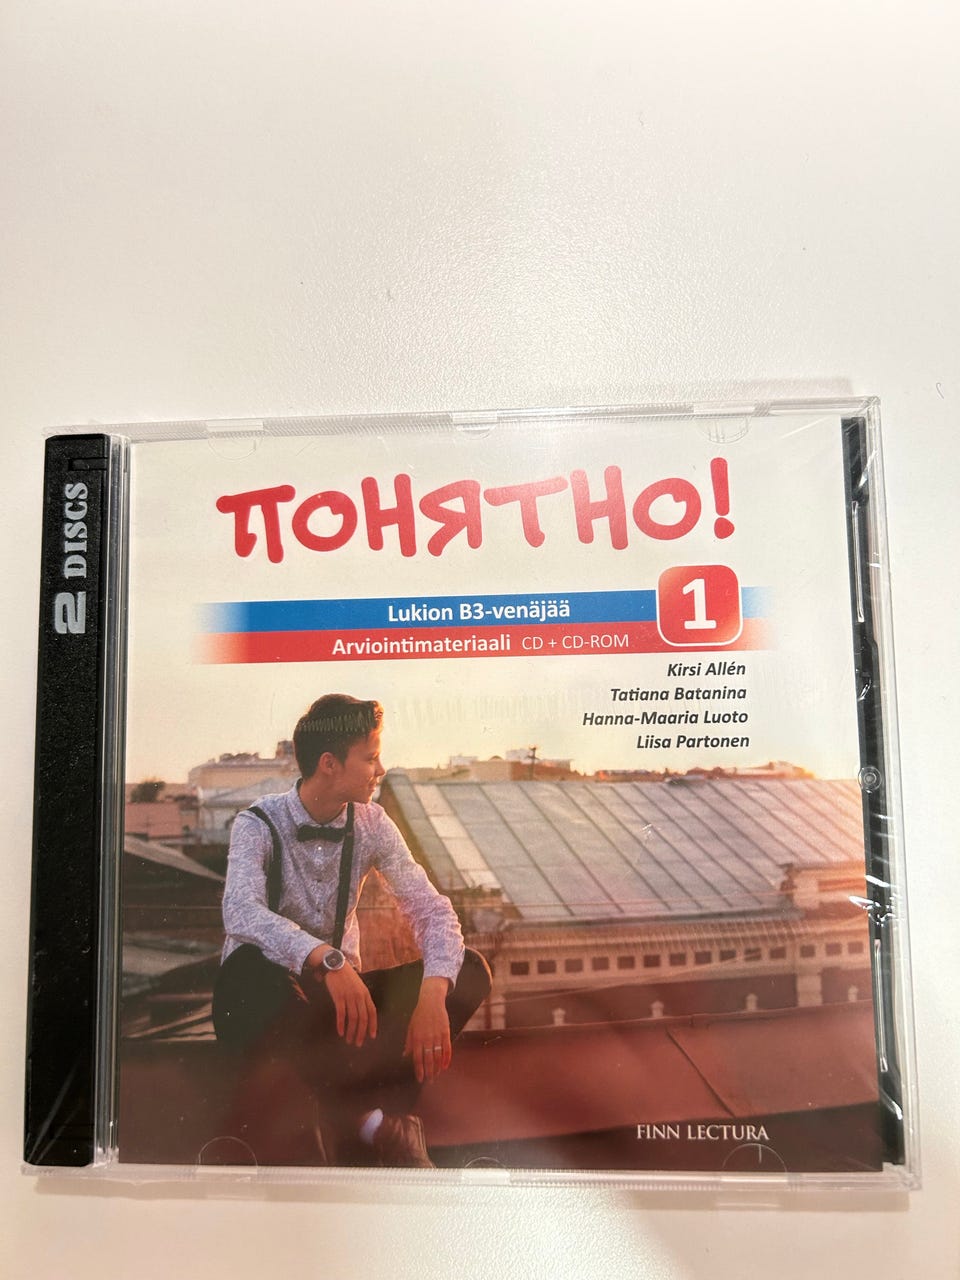 2 DISCS
ПОНЯТНО!
1
Lukion B3-venäjää
Arviointimateriaali CD + CD-ROM
Kirsi Allén
Tatiana Batanina
Hanna-Maaria Luoto
Liisa Partonen
FINN LECTURA